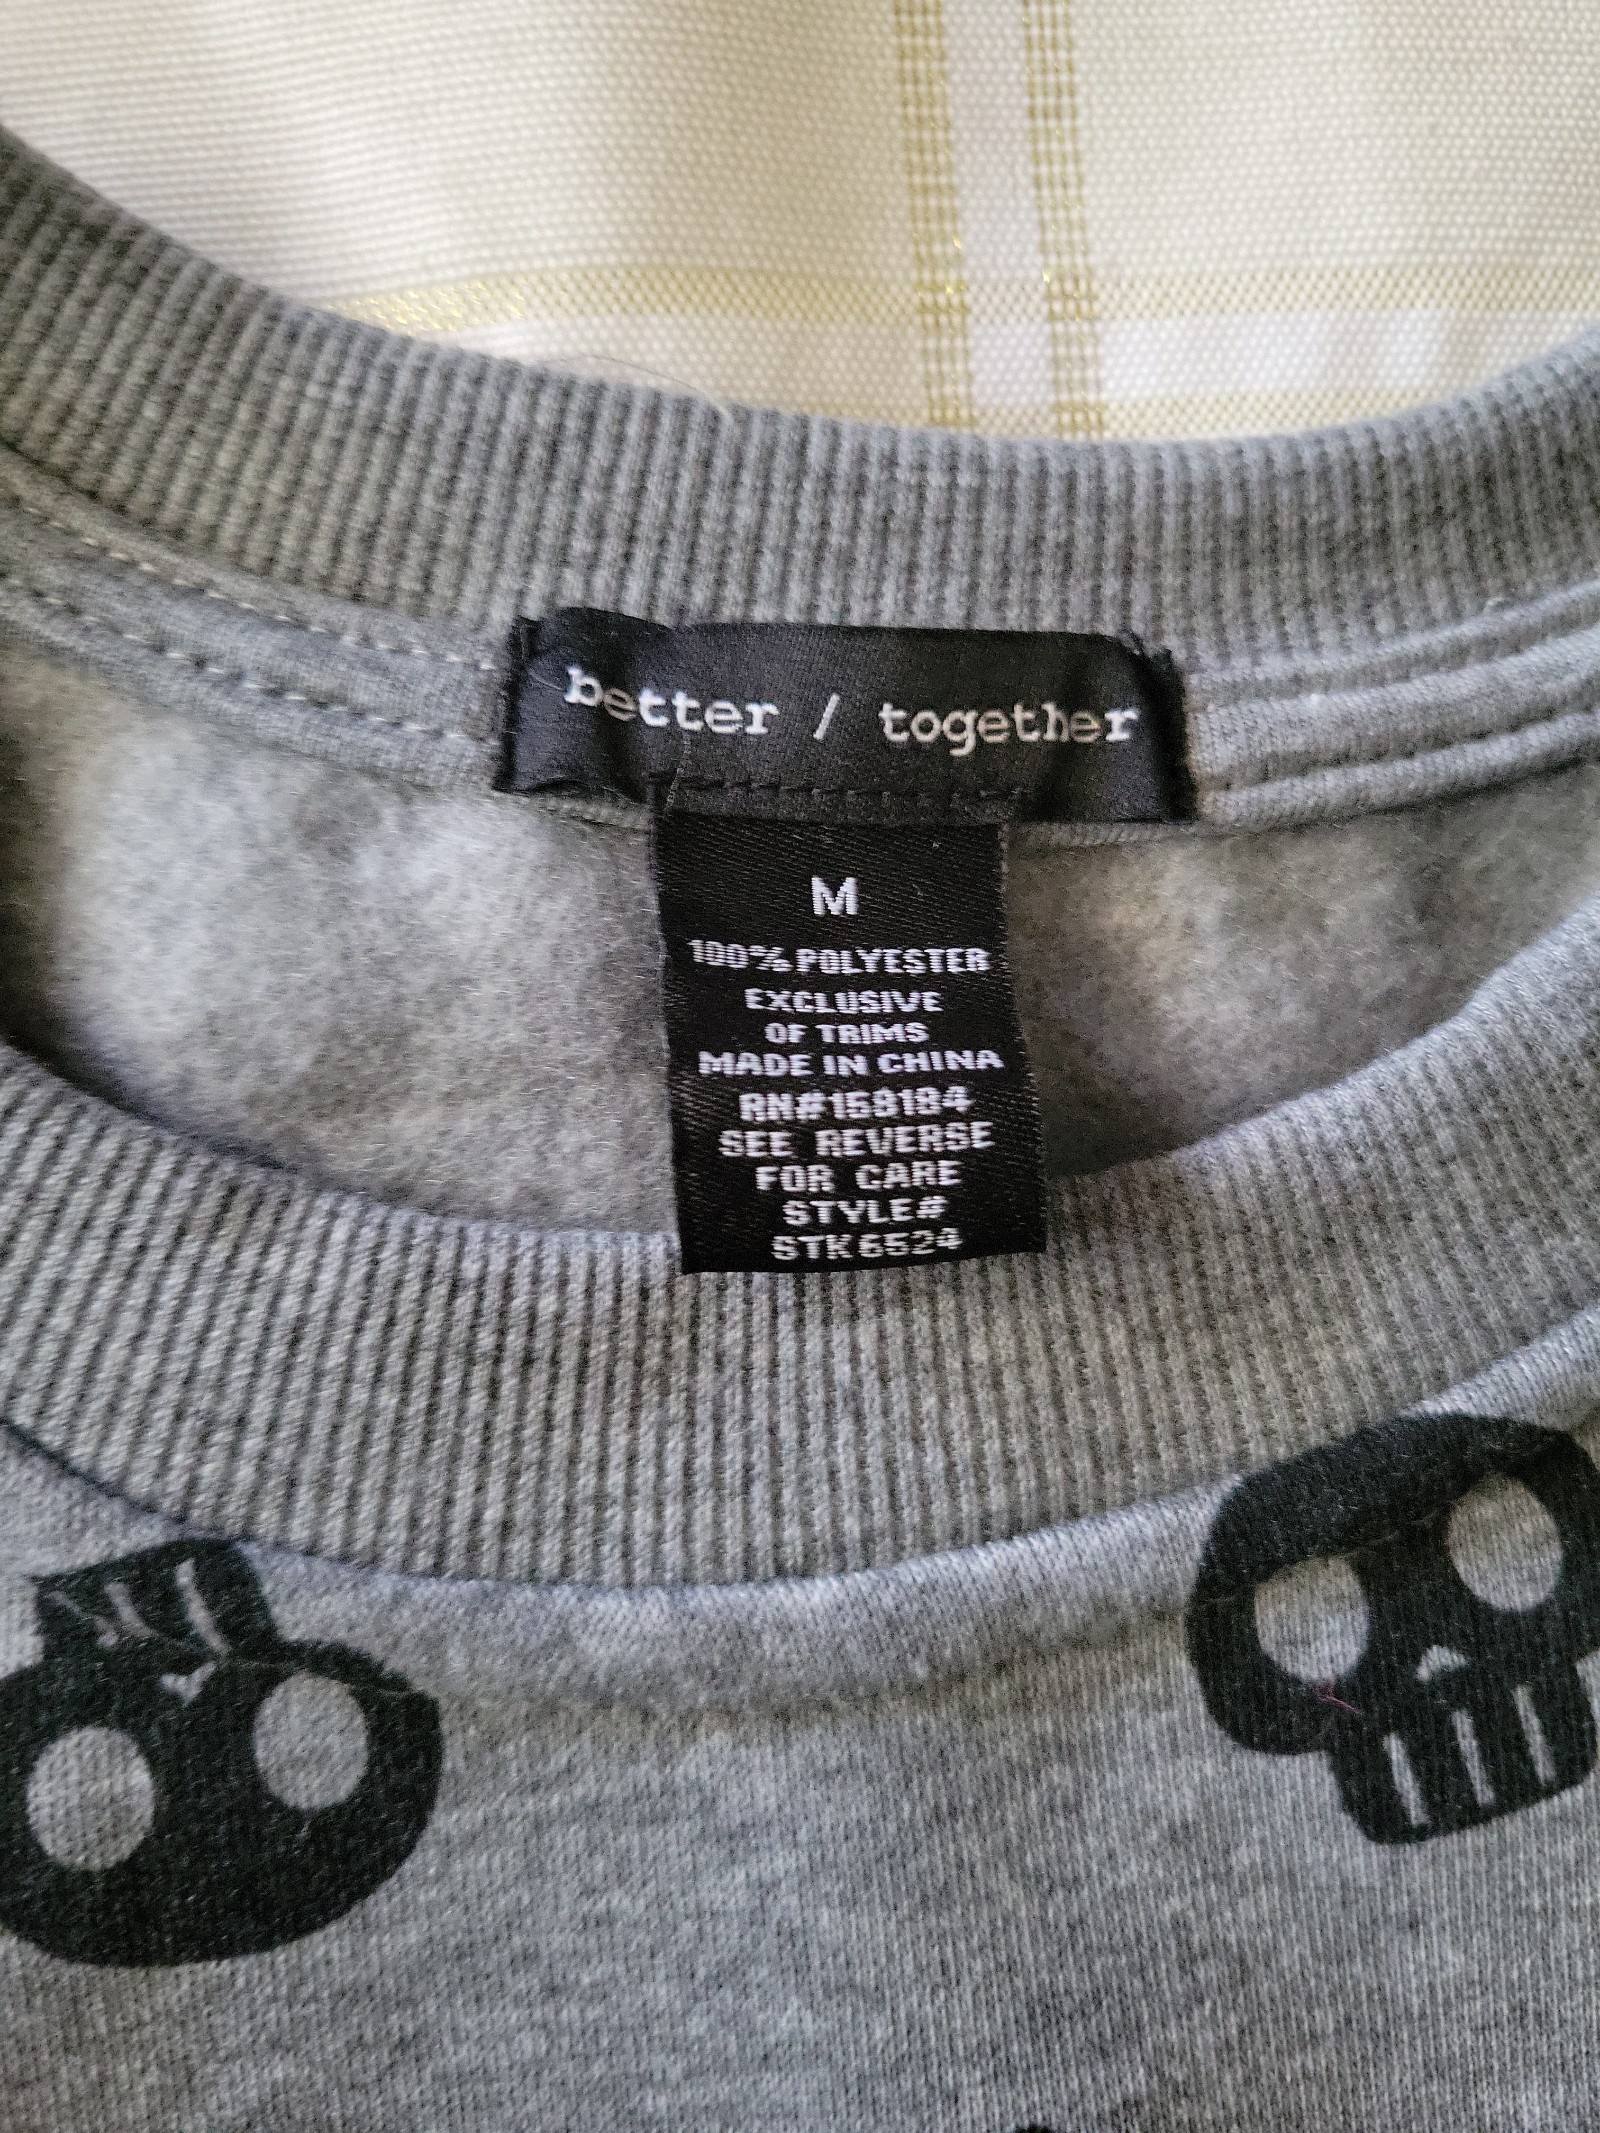 better / together
M
100% POLYESTER
EXCLUSIVE
OF TRIMS
MADE IN CHINA
RN#158184
SEE REVERSE
FOR CARE
STYLE#
STK6524